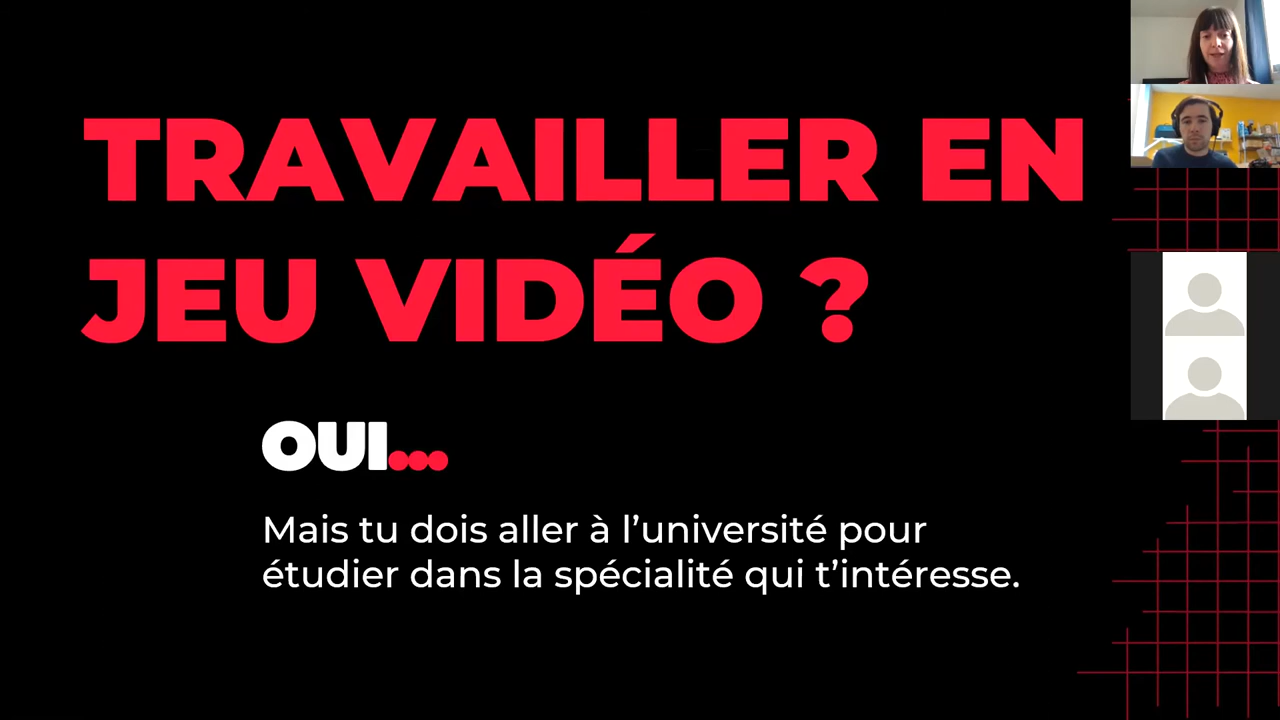 TRAVAILLER EN
JEU VIDÉO ?
OUI...
Mais tu dois aller à l’université pour
étudier dans la spécialité qui t’intéresse.